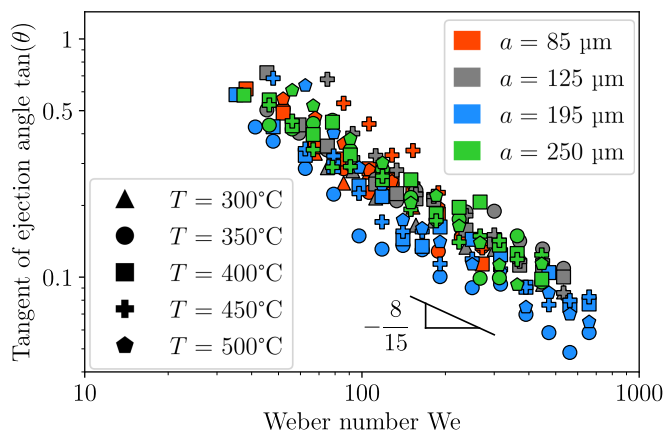 Tangent of ejection angle tan(θ)
1
0.5
0.1
a = 85 µm
a = 125 µm
a = 195 µm
a = 250 µm
T = 300°C
T = 350°C
T = 400°C
T = 450°C
T = 500°C
−8/15
10
100
1000
Weber number We